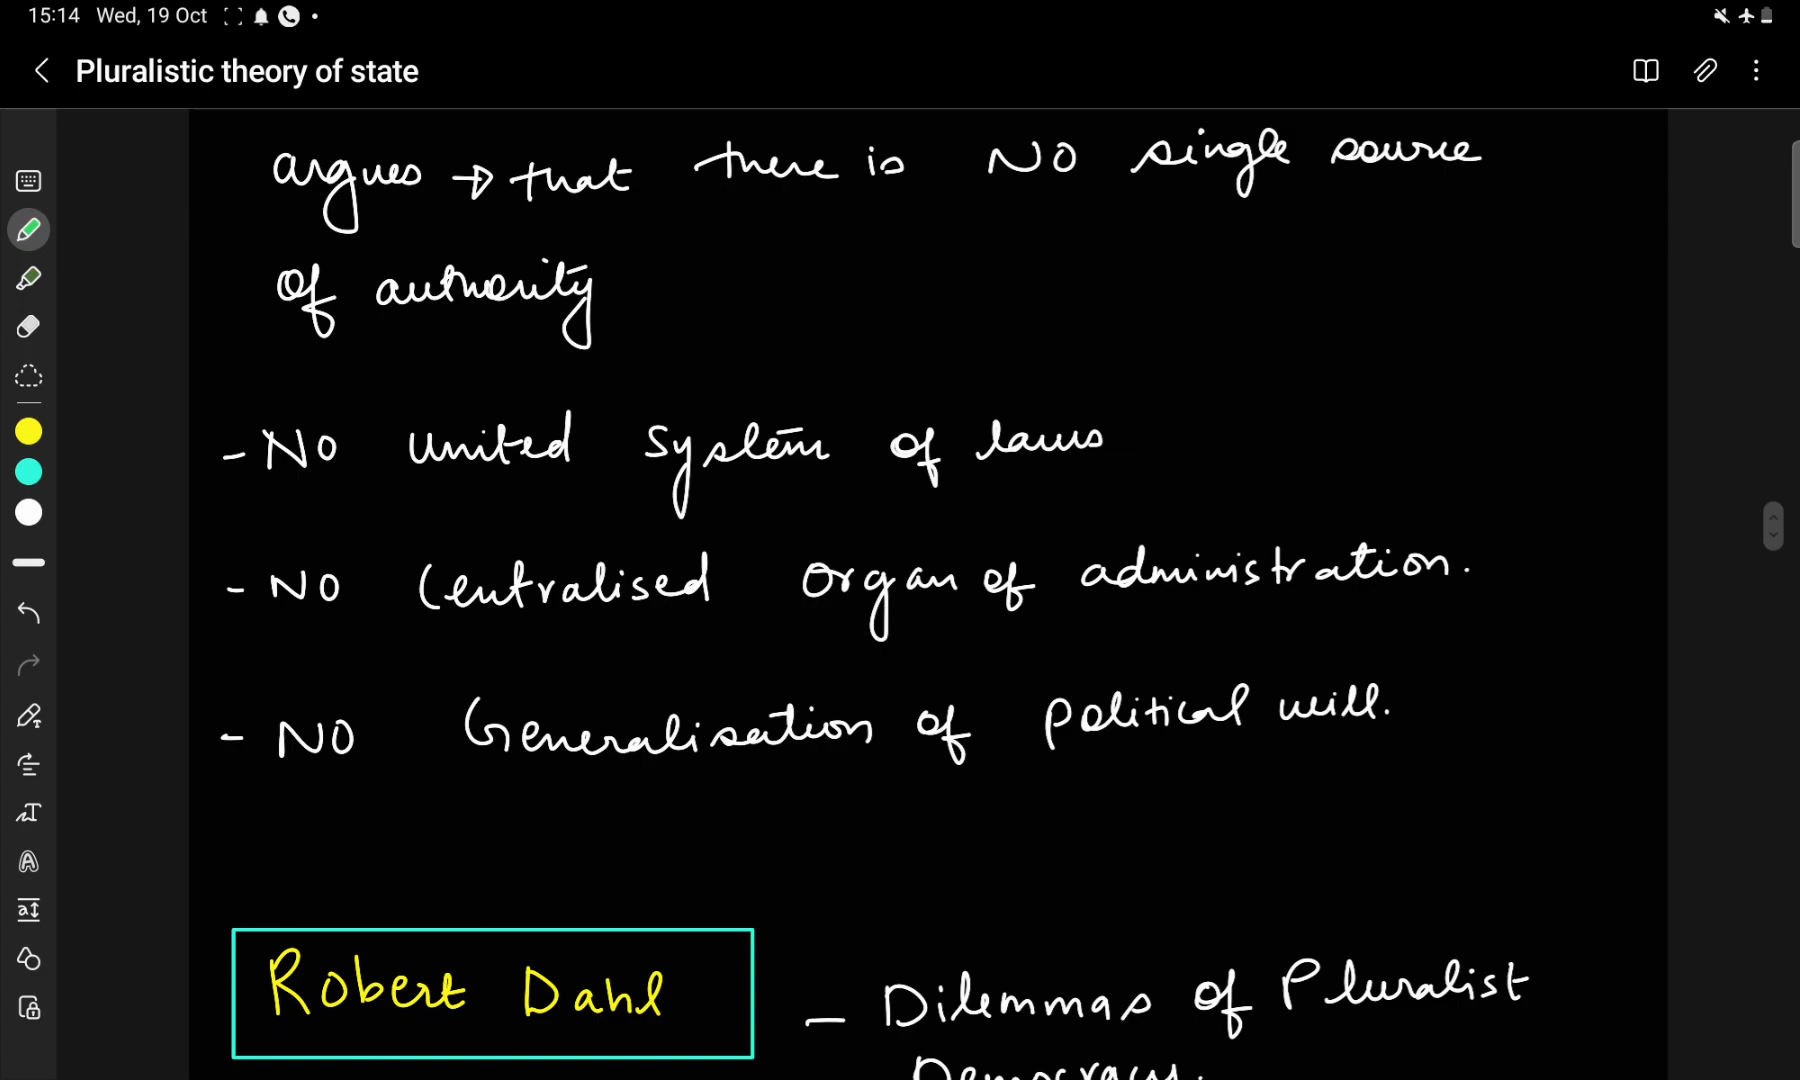 15:14 Wed, 19 Oct
Pluralistic theory of state
argues → that there is NO single source
of authority
- NO united system of laws
- NO Centralised organ of administration.
- NO Generalisation of political will.
Robert Dahl – Dilemmas of Pluralist
Democracy.